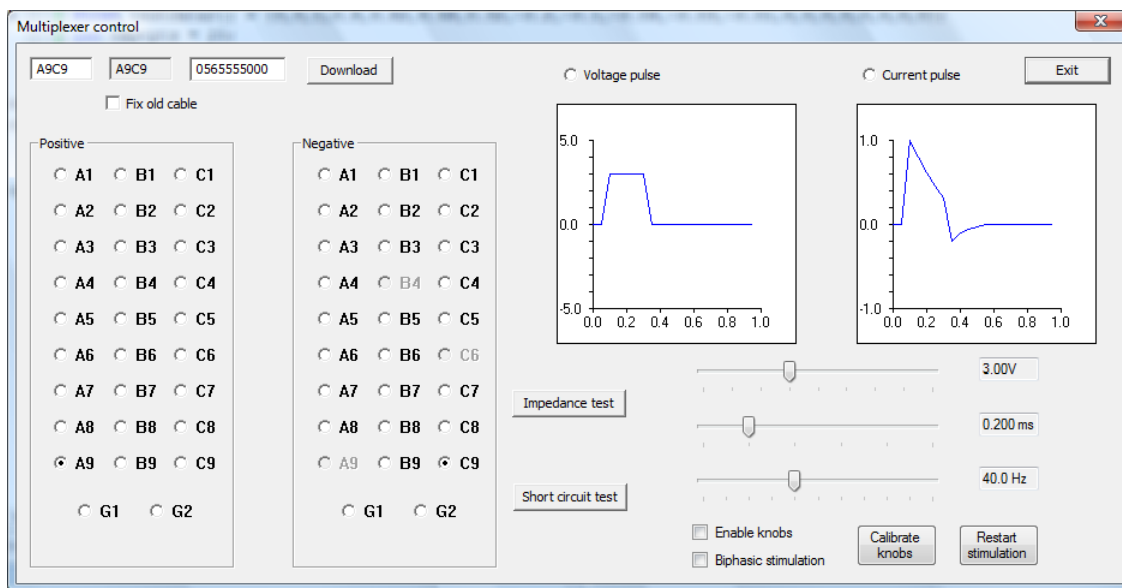 Multiplexer control
A9C9 A9C9 0565555000 Download
Fix old cable
Voltage pulse Current pulse Exit
Positive Negative
A1 B1 C1 A1 B1 C1
A2 B2 C2 A2 B2 C2
A3 B3 C3 A3 B3 C3
A4 B4 C4 A4 B4 C4
A5 B5 C5 A5 B5 C5
A6 B6 C6 A6 B6 C6
A7 B7 C7 A7 B7 C7
A8 B8 C8 A8 B8 C8
A9 B9 C9 A9 B9 C9
G1 G2 G1 G2
5.0
0.0
-5.0
0.0 0.2 0.4 0.6 0.8 1.0
1.0
0.0
-1.0
0.0 0.2 0.4 0.6 0.8 1.0
3.00V
Impedance test
0.200 ms
40.0 Hz
Short circuit test
Enable knobs
Biphasic stimulation
Calibrate
knobs
Restart
stimulation